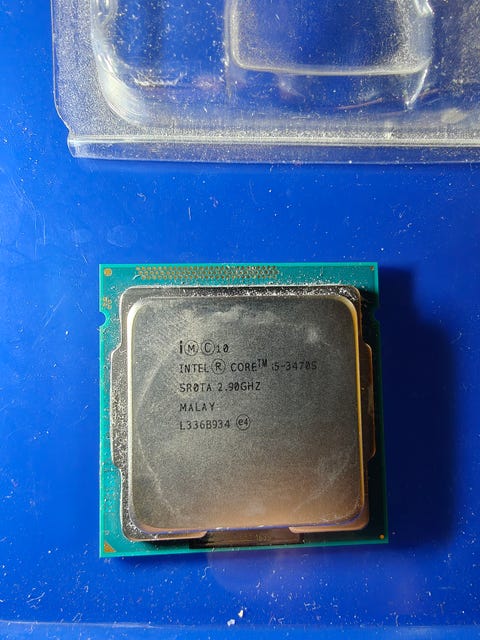 i Ⓜ Ⓒ 10
INTEL® CORE™ i5-3470S
SR0TA 2.90GHZ
MALAY
L336B934 ⓔ4